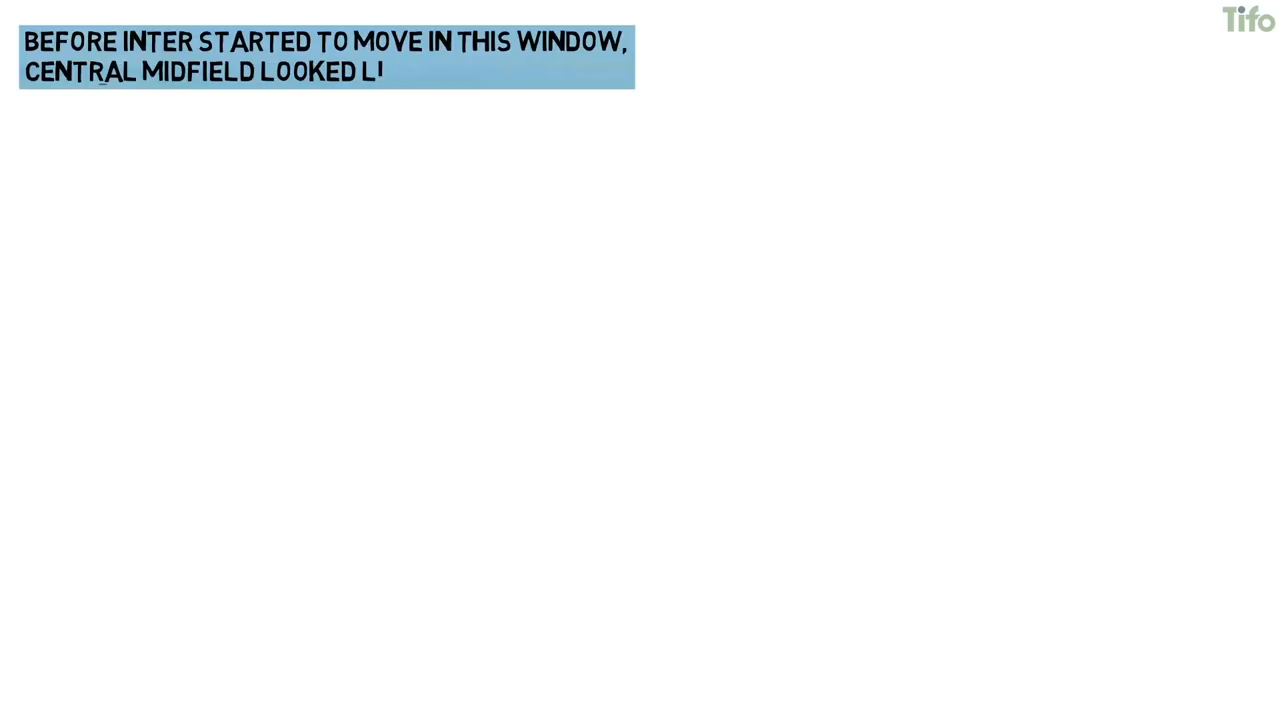 Tifo
BEFORE INTER STARTED TO MOVE IN THIS WINDOW,
CENTRAL MIDFIELD LOOKED